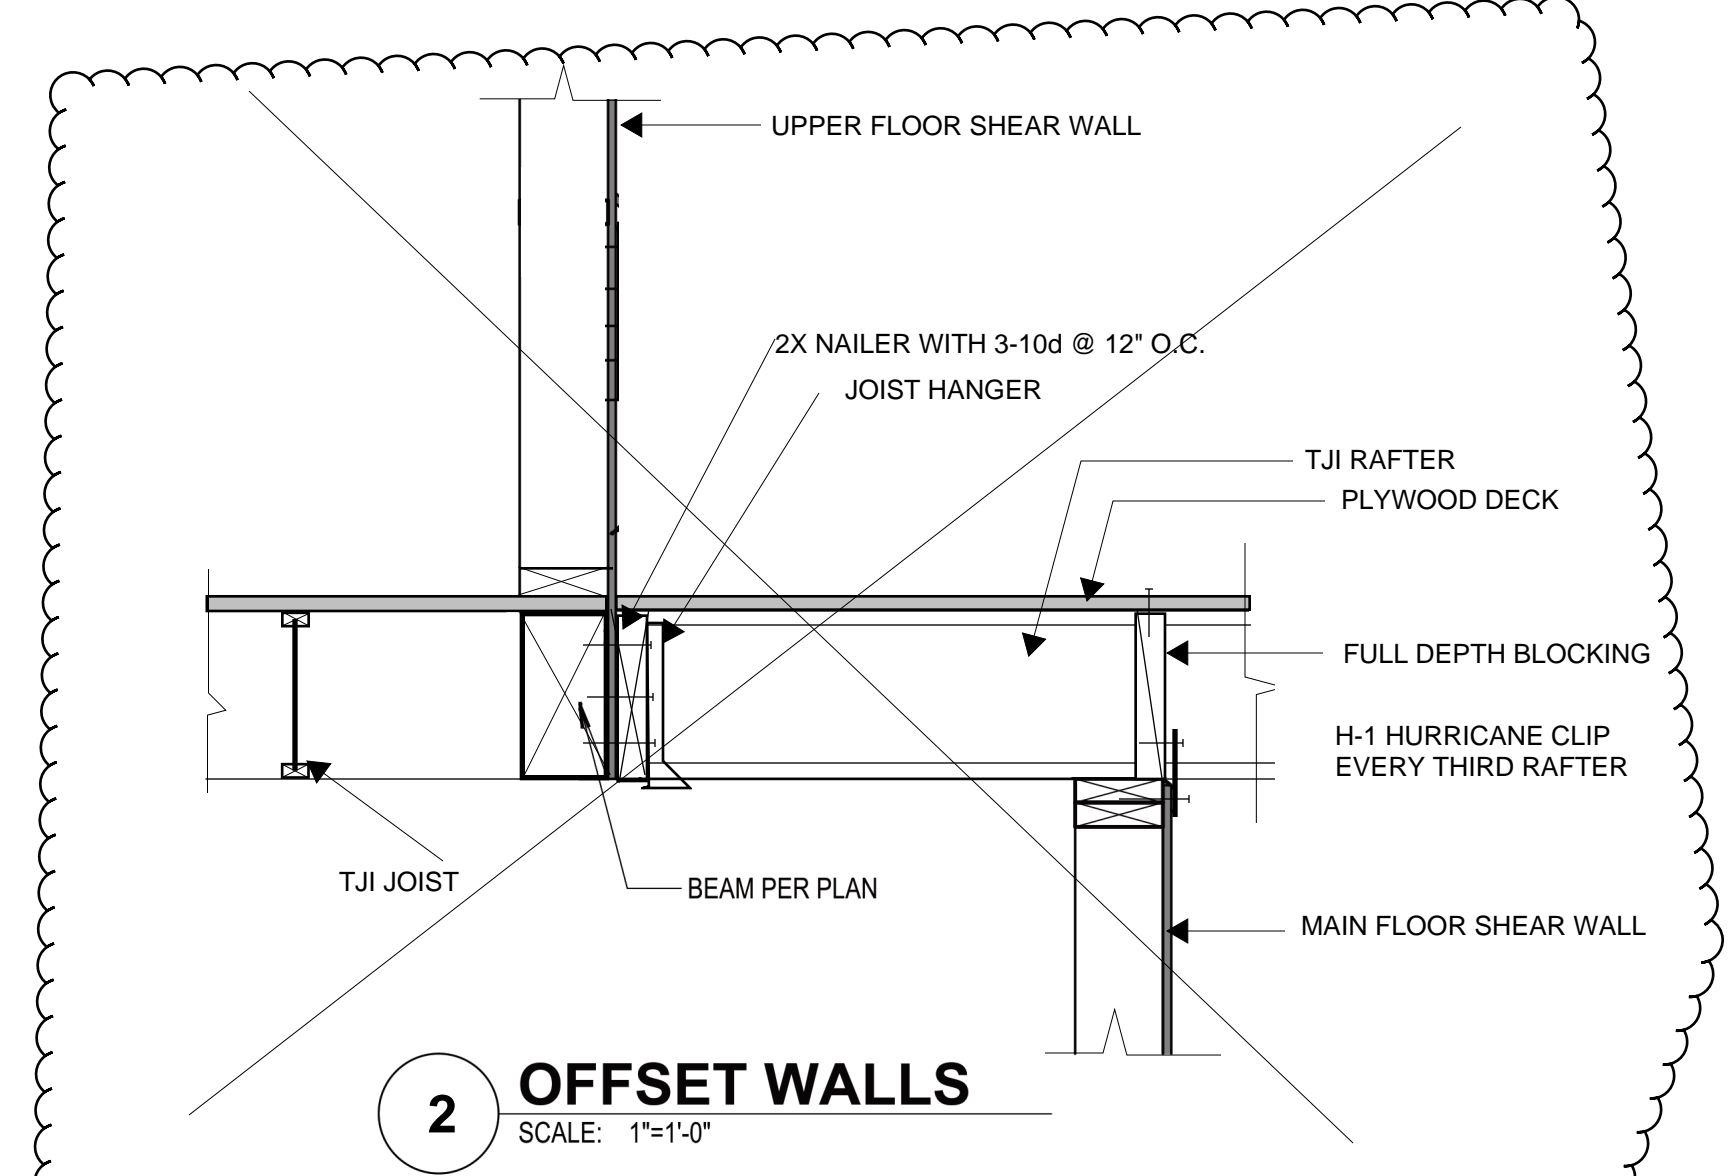 UPPER FLOOR SHEAR WALL
2X NAILER WITH 3-10d @ 12" O.C.
JOIST HANGER
TJI RAFTER
PLYWOOD DECK
FULL DEPTH BLOCKING
H-1 HURRICANE CLIP
EVERY THIRD RAFTER
TJI JOIST
BEAM PER PLAN
MAIN FLOOR SHEAR WALL
2
OFFSET WALLS
SCALE: 1"=1'-0"